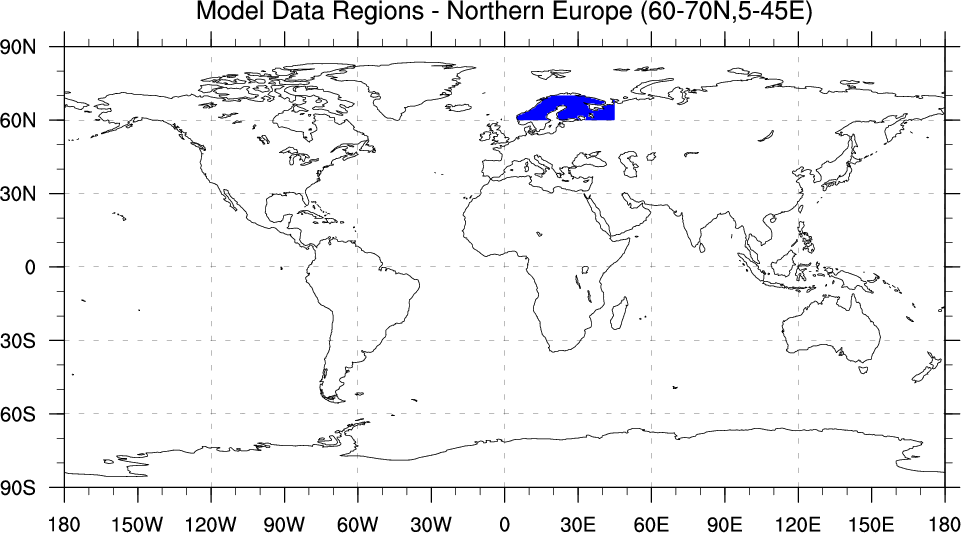 Model Data Regions - Northern Europe (60-70N,5-45E)
90N
60N
30N
0
30S
60S
90S
180 150W 120W 90W 60W 30W 0 30E 60E 90E 120E 150E 180